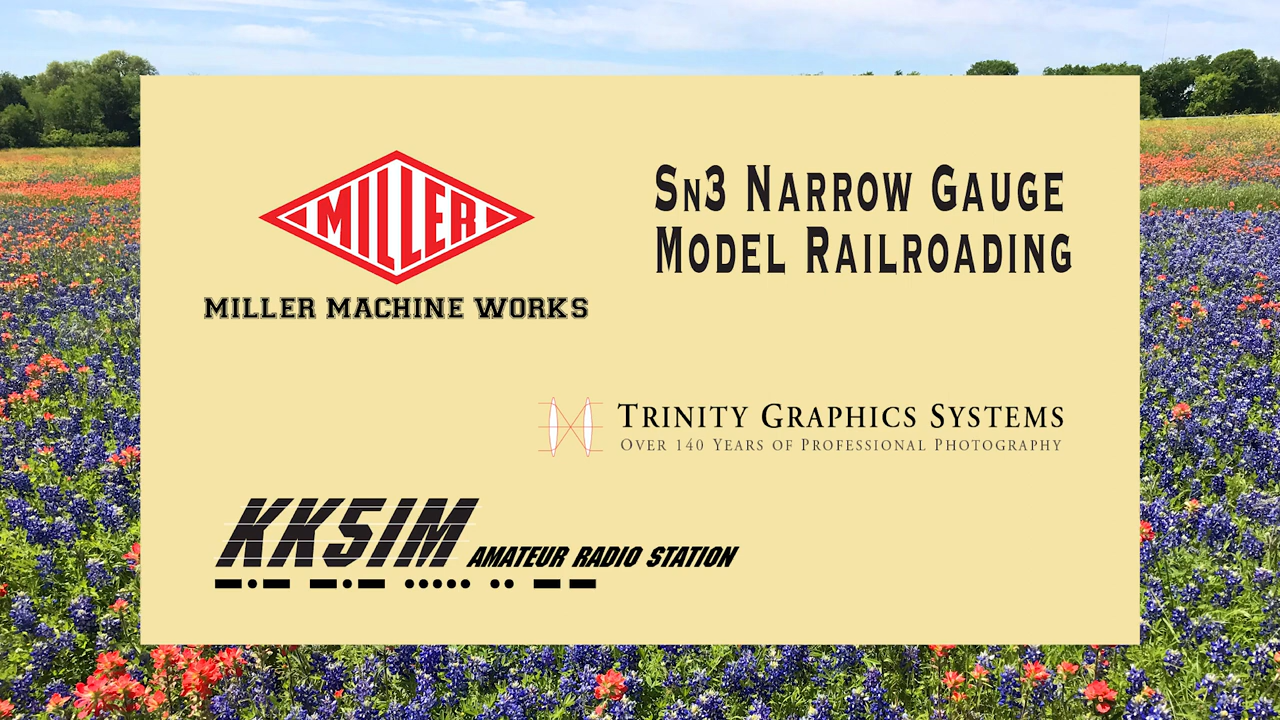 MILLER
MILLER MACHINE WORKS
Sn3 Narrow Gauge
Model Railroading
Trinity Graphics Systems
Over 140 Years of Professional Photography
KK5IM AMATEUR RADIO STATION